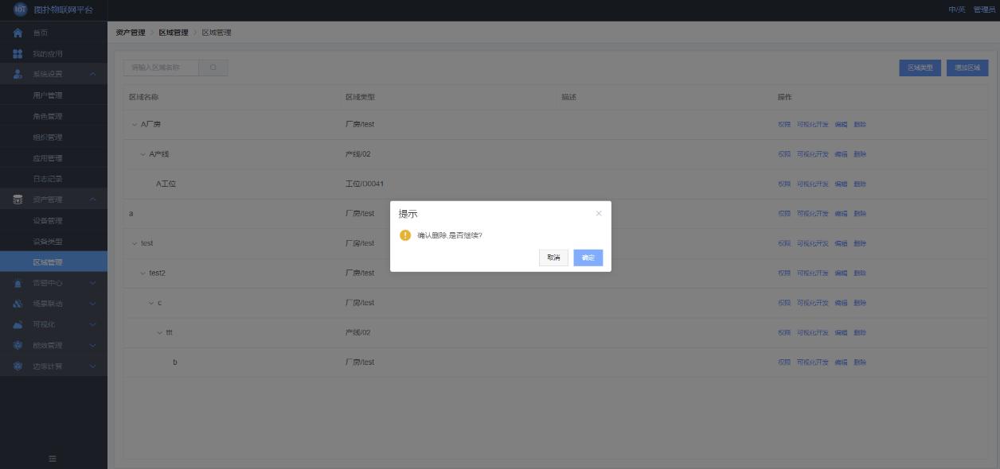 IOT 图扑物联网平台
中/英 管理员
首页
我的应用
系统设置
用户管理
角色管理
组织管理
应用管理
日志记录
资产管理
设备管理
设备类型
区域管理
告警中心
场景联动
可视化
能效管理
边缘计算
资产管理 > 区域管理 > 区域管理
请输入区域名称
区域类型 增加区域
区域名称 区域类型 描述 操作
A厂房 厂房/test 权限 可视化开发 编辑 删除
A产线 产线/02 权限 可视化开发 编辑 删除
A工位 工位/D0041 权限 可视化开发 编辑 删除
a 厂房/test 权限 可视化开发 编辑 删除
test 厂房/test 权限 可视化开发 编辑 删除
test2 厂房/test 权限 可视化开发 编辑 删除
c 厂房/test 权限 可视化开发 编辑 删除
ttt 产线/02 权限 可视化开发 编辑 删除
b 厂房/test 权限 可视化开发 编辑 删除
提示
确认删除,是否继续?
取消 确定